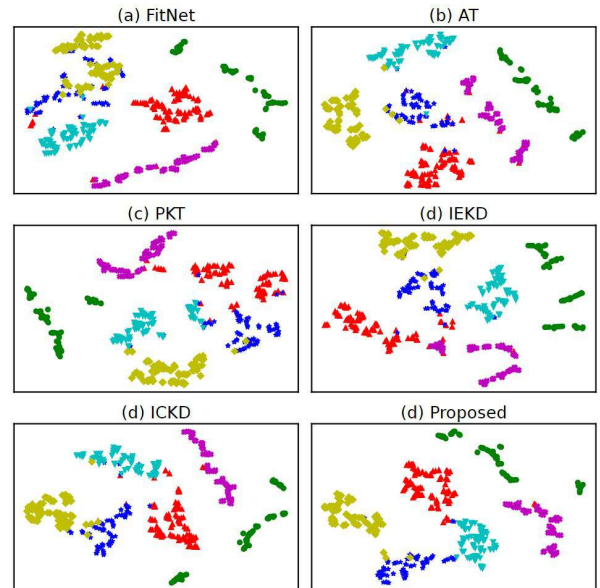 (a) FitNet
(b) AT
(c) PKT
(d) IEKD
(d) ICKD
(d) Proposed